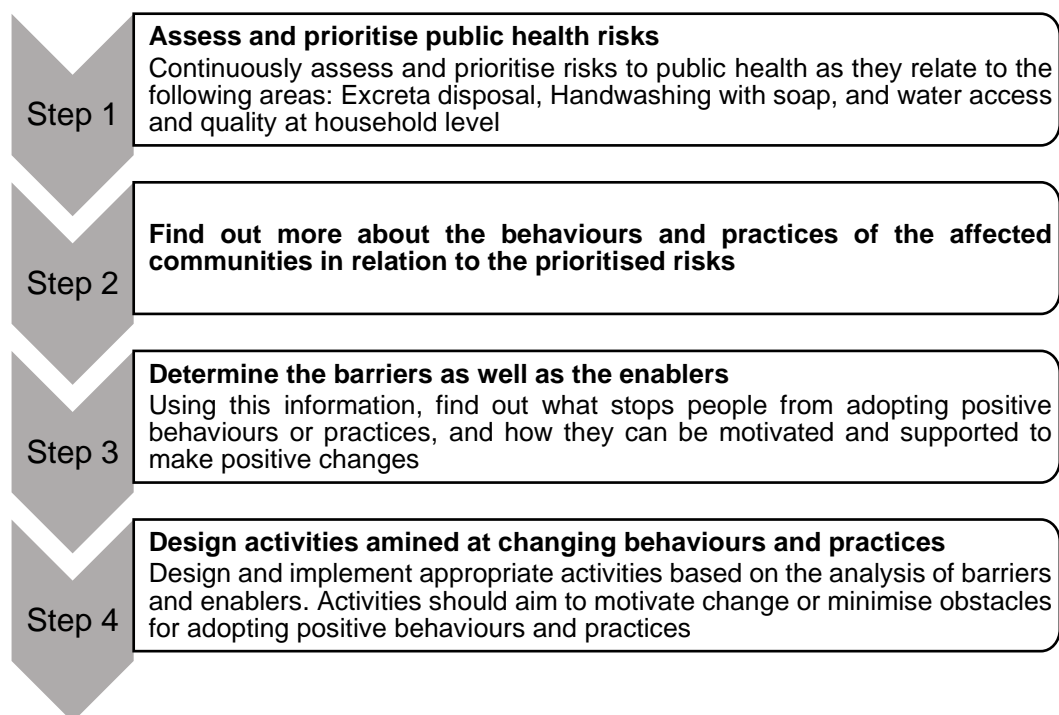 Step 1
Assess and prioritise public health risks
Continuously assess and prioritise risks to public health as they relate to the
following areas: Excreta disposal, Handwashing with soap, and water access
and quality at household level
Step 2
Find out more about the behaviours and practices of the affected
communities in relation to the prioritised risks
Step 3
Determine the barriers as well as the enablers
Using this information, find out what stops people from adopting positive
behaviours or practices, and how they can be motivated and supported to
make positive changes
Step 4
Design activities amined at changing behaviours and practices
Design and implement appropriate activities based on the analysis of barriers
and enablers. Activities should aim to motivate change or minimise obstacles
for adopting positive behaviours and practices